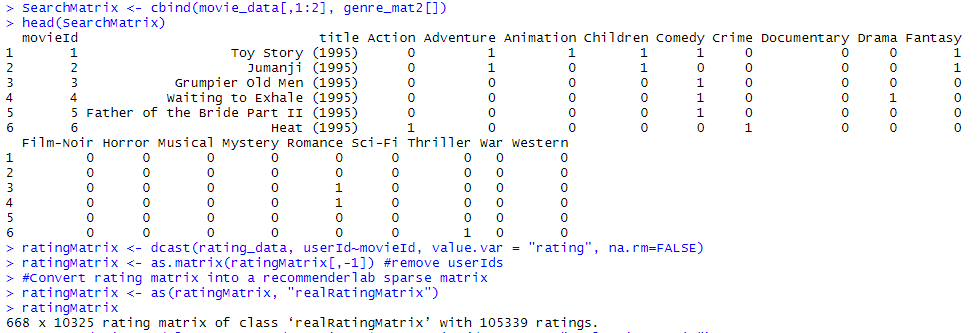 > SearchMatrix <- cbind(movie_data[,1:2], genre_mat2[])
> head(SearchMatrix)
  movieId                              title Action Adventure Animation Children Comedy Crime Documentary Drama Fantasy
1       1                   Toy Story (1995)      0         1         1        1      1     0           0     0       1
2       2                     Jumanji (1995)      0         1         0        1      0     0           0     0       1
3       3            Grumpier Old Men (1995)      0         0         0        0      1     0           0     0       0
4       4           Waiting to Exhale (1995)      0         0         0        0      1     0           0     1       0
5       5 Father of the Bride Part II (1995)      0         0         0        0      1     0           0     0       0
6       6                        Heat (1995)      1         0         0        0      0     1           0     0       0
  Film-Noir Horror Musical Mystery Romance Sci-Fi Thriller War Western
1         0      0       0       0       0      0        0   0       0
2         0      0       0       0       0      0        0   0       0
3         0      0       0       0       1      0        0   0       0
4         0      0       0       0       1      0        0   0       0
5         0      0       0       0       0      0        0   0       0
6         0      0       0       0       0      0        1   0       0
> ratingMatrix <- dcast(rating_data, userId~movieId, value.var = "rating", na.rm=FALSE)
> ratingMatrix <- as.matrix(ratingMatrix[,-1]) #remove userIds
> #Convert rating matrix into a recommenderlab sparse matrix
> ratingMatrix <- as(ratingMatrix, "realRatingMatrix")
> ratingMatrix
668 x 10325 rating matrix of class ‘realRatingMatrix’ with 105339 ratings.